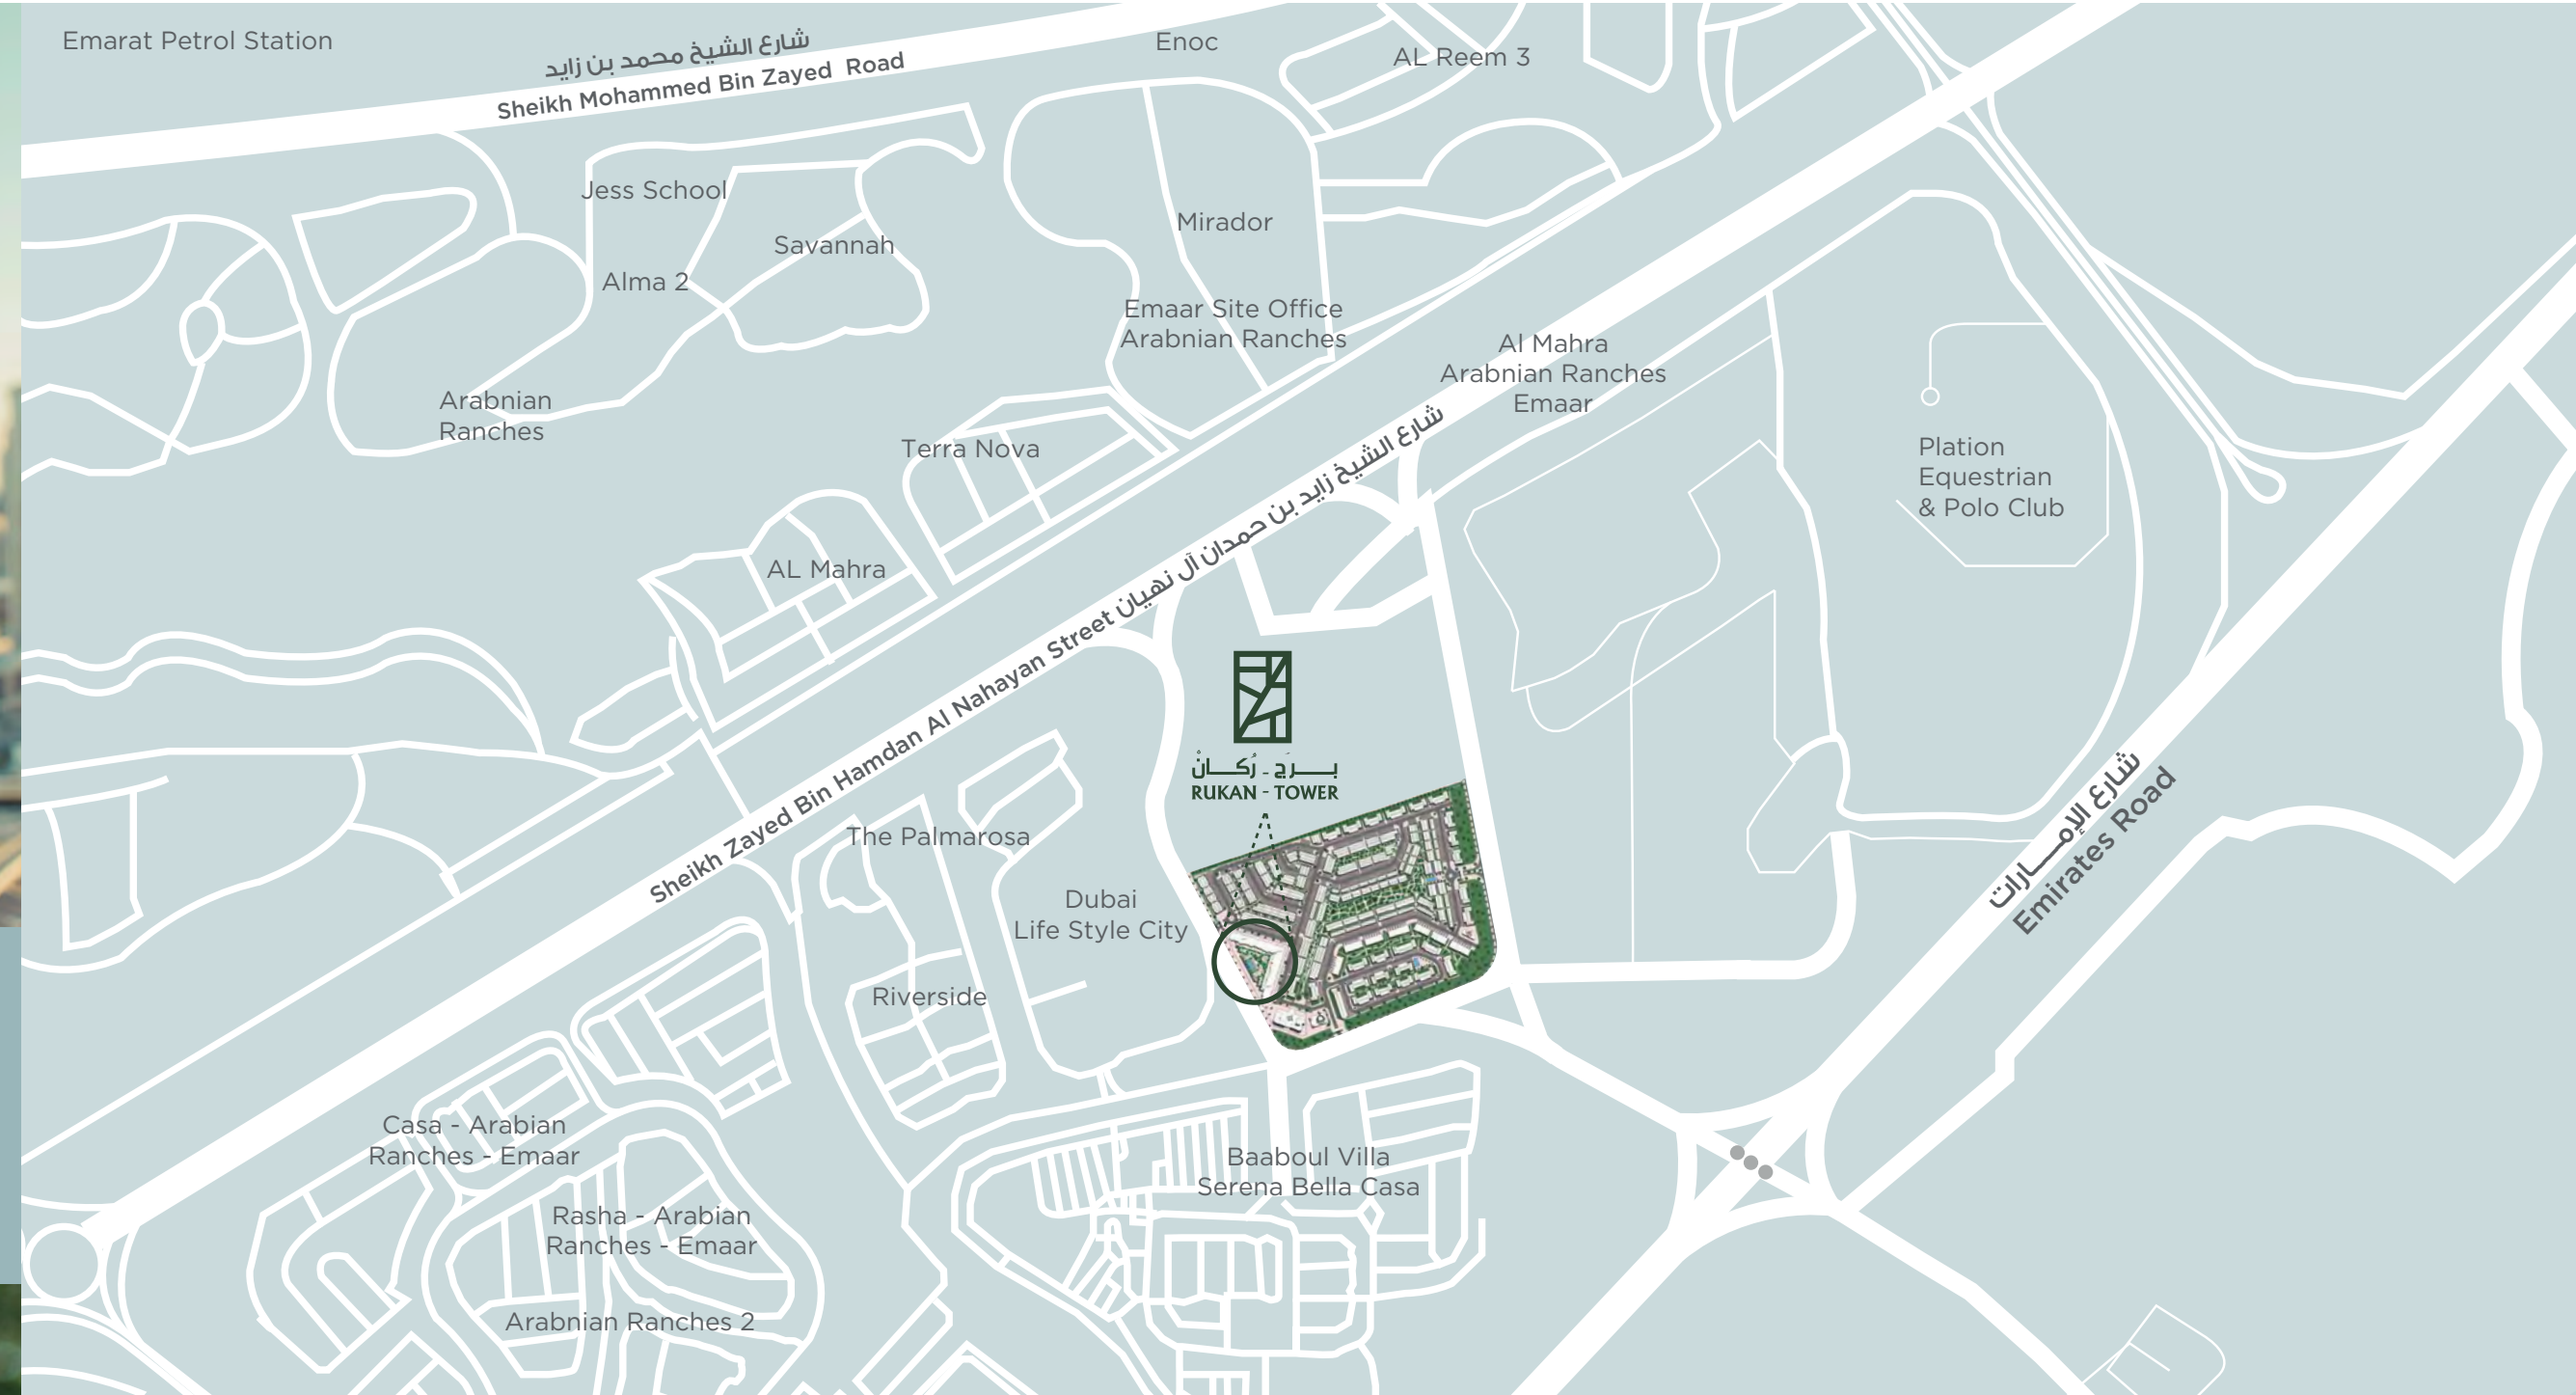 Emarat Petrol Station
شارع الشيخ محمد بن زايد
Sheikh Mohammed Bin Zayed Road
Enoc
AL Reem 3
Jess School
Savannah
Alma 2
Mirador
Emaar Site Office
Arabnian Ranches
Al Mahra
Arabnian Ranches
Emaar
Arabnian
Ranches
Terra Nova
Plation
Equestrian
& Polo Club
AL Mahra
Sheikh Zayed Bin Hamdan Al Nahayan Street شارع الشيخ زايد بن حمدان آل نهيان
برج - رُكان
RUKAN - TOWER
The Palmarosa
Dubai
Life Style City
شارع الإمارات
Emirates Road
Riverside
Casa - Arabian
Ranches - Emaar
Baaboul Villa
Serena Bella Casa
Rasha - Arabian
Ranches - Emaar
Arabnian Ranches 2